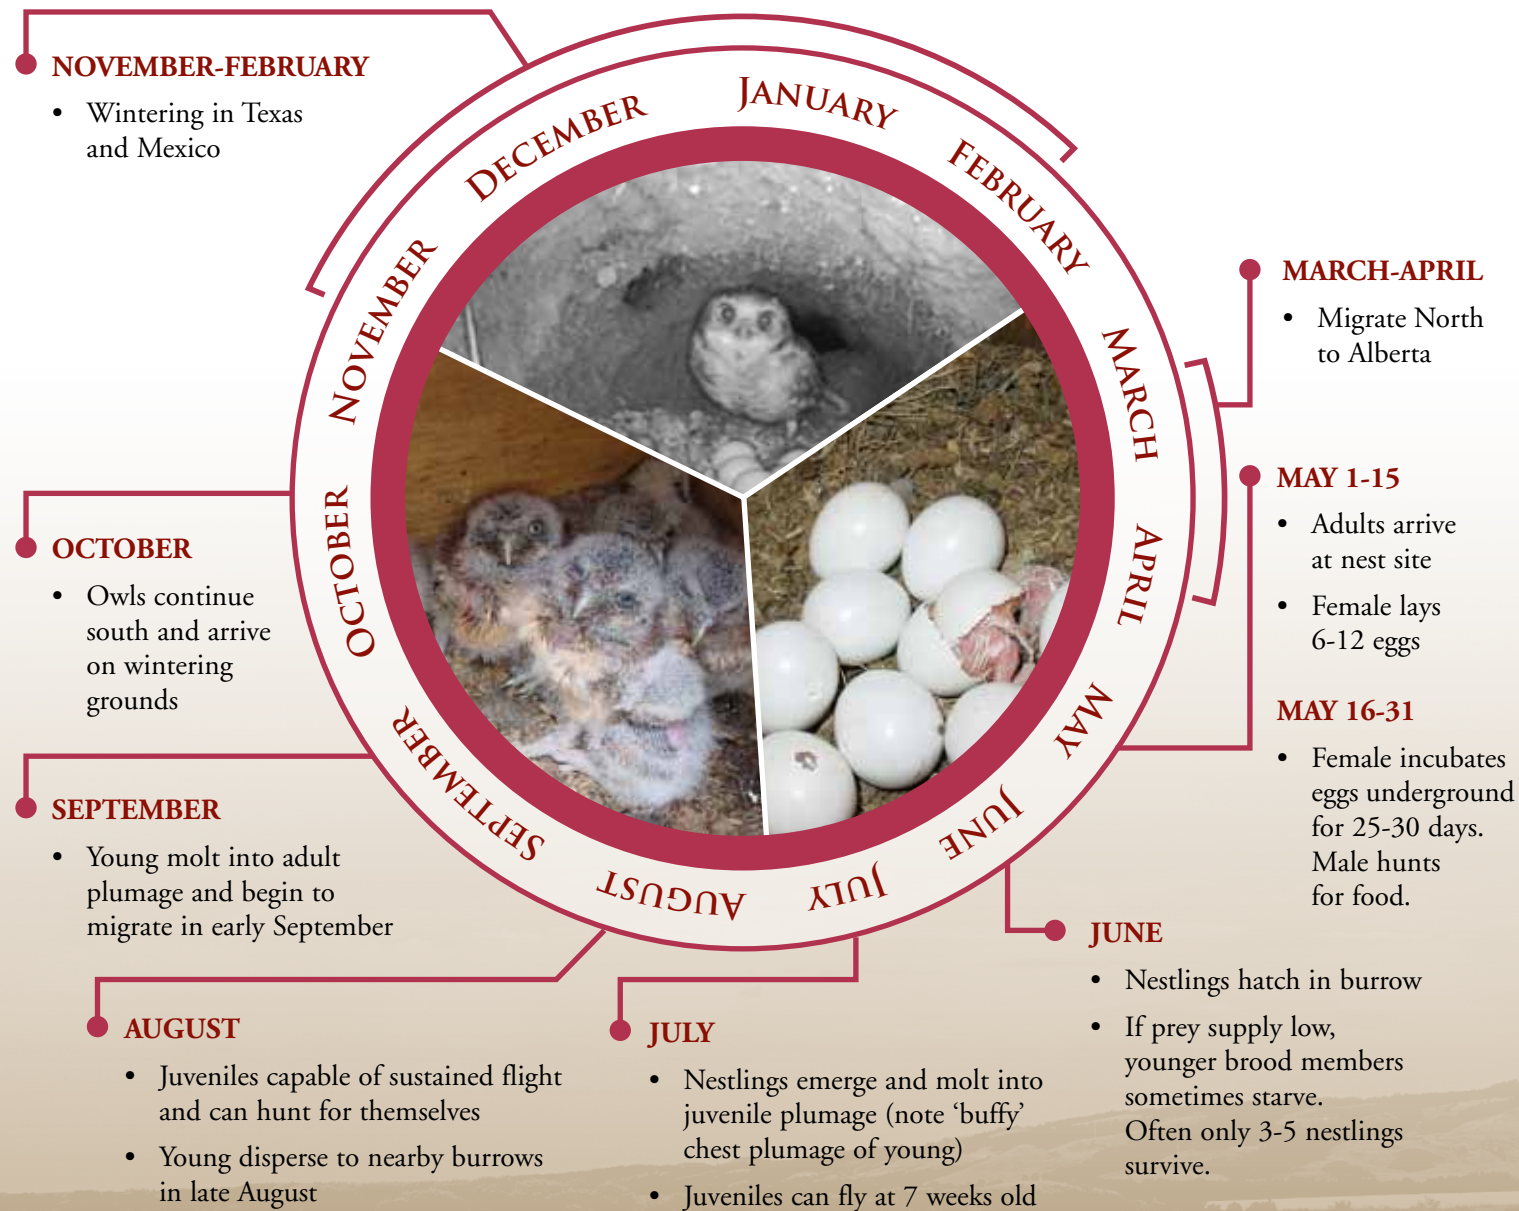 NOVEMBER-FEBRUARY
• Wintering in Texas
and Mexico
JANUARY
FEBRUARY
MARCH
APRIL
MAY
JUNE
JULY
AUGUST
SEPTEMBER
OCTOBER
NOVEMBER
DECEMBER
MARCH-APRIL
• Migrate North
to Alberta
MAY 1-15
• Adults arrive
at nest site
• Female lays
6-12 eggs
MAY 16-31
• Female incubates
eggs underground
for 25-30 days.
Male hunts
for food.
JUNE
• Nestlings hatch in burrow
• If prey supply low,
younger brood members
sometimes starve.
Often only 3-5 nestlings
survive.
JULY
• Nestlings emerge and molt into
juvenile plumage (note ‘buffy’
chest plumage of young)
• Juveniles can fly at 7 weeks old
AUGUST
• Juveniles capable of sustained flight
and can hunt for themselves
• Young disperse to nearby burrows
in late August
SEPTEMBER
• Young molt into adult
plumage and begin to
migrate in early September
OCTOBER
• Owls continue
south and arrive
on wintering
grounds